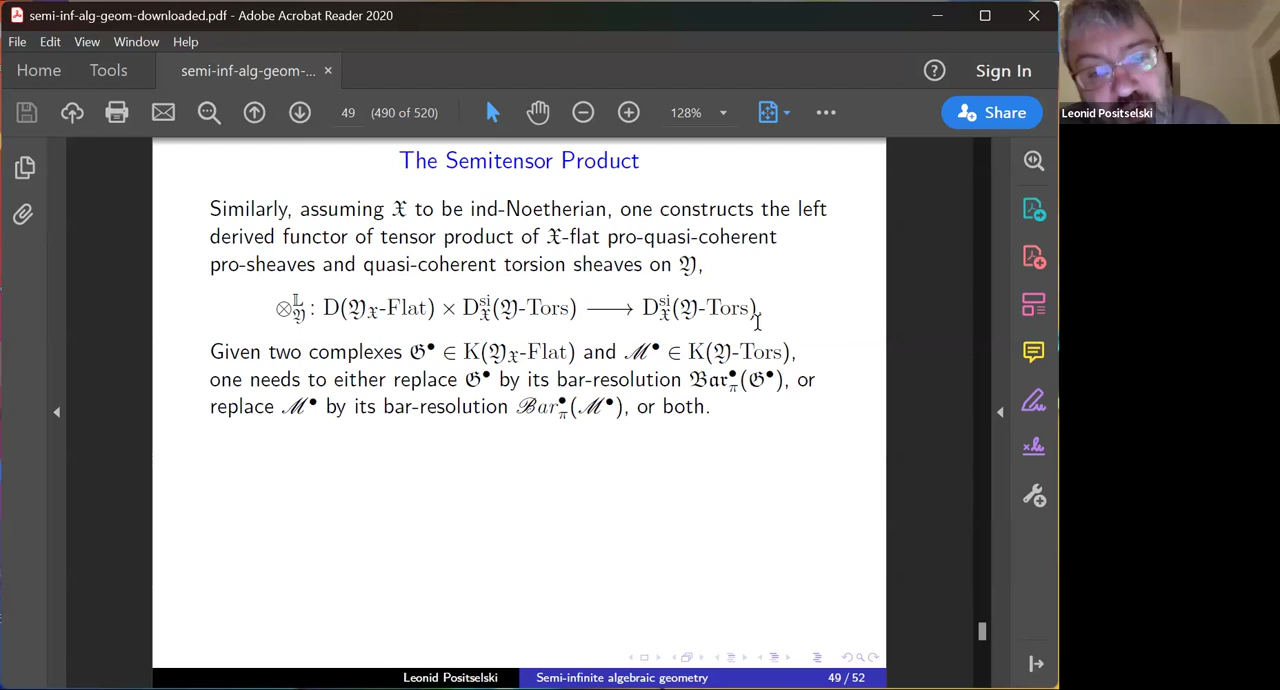 semi-inf-alg-geom-downloaded.pdf - Adobe Acrobat Reader 2020
File Edit View Window Help
Home Tools semi-inf-alg-geom-... × Sign In
49 (490 of 520) 128% Share
Leonid Positselski
The Semitensor Product
Similarly, assuming 𝔛 to be ind-Noetherian, one constructs the left
derived functor of tensor product of 𝔛-flat pro-quasi-coherent
pro-sheaves and quasi-coherent torsion sheaves on 𝔜,
⊗^𝕃_𝔜 : D(𝔜_𝔛-Flat) × D^si_𝔛(𝔜-Tors) ⟶ D^si_𝔛(𝔜-Tors).
Given two complexes 𝔊^• ∈ K(𝔜_𝔛-Flat) and ℳ^• ∈ K(𝔜-Tors),
one needs to either replace 𝔊^• by its bar-resolution 𝔅𝔞𝔯^•_π(𝔊^•), or
replace ℳ^• by its bar-resolution ℬ𝑎𝑟^•_π(ℳ^•), or both.
Leonid Positselski Semi-infinite algebraic geometry 49 / 52